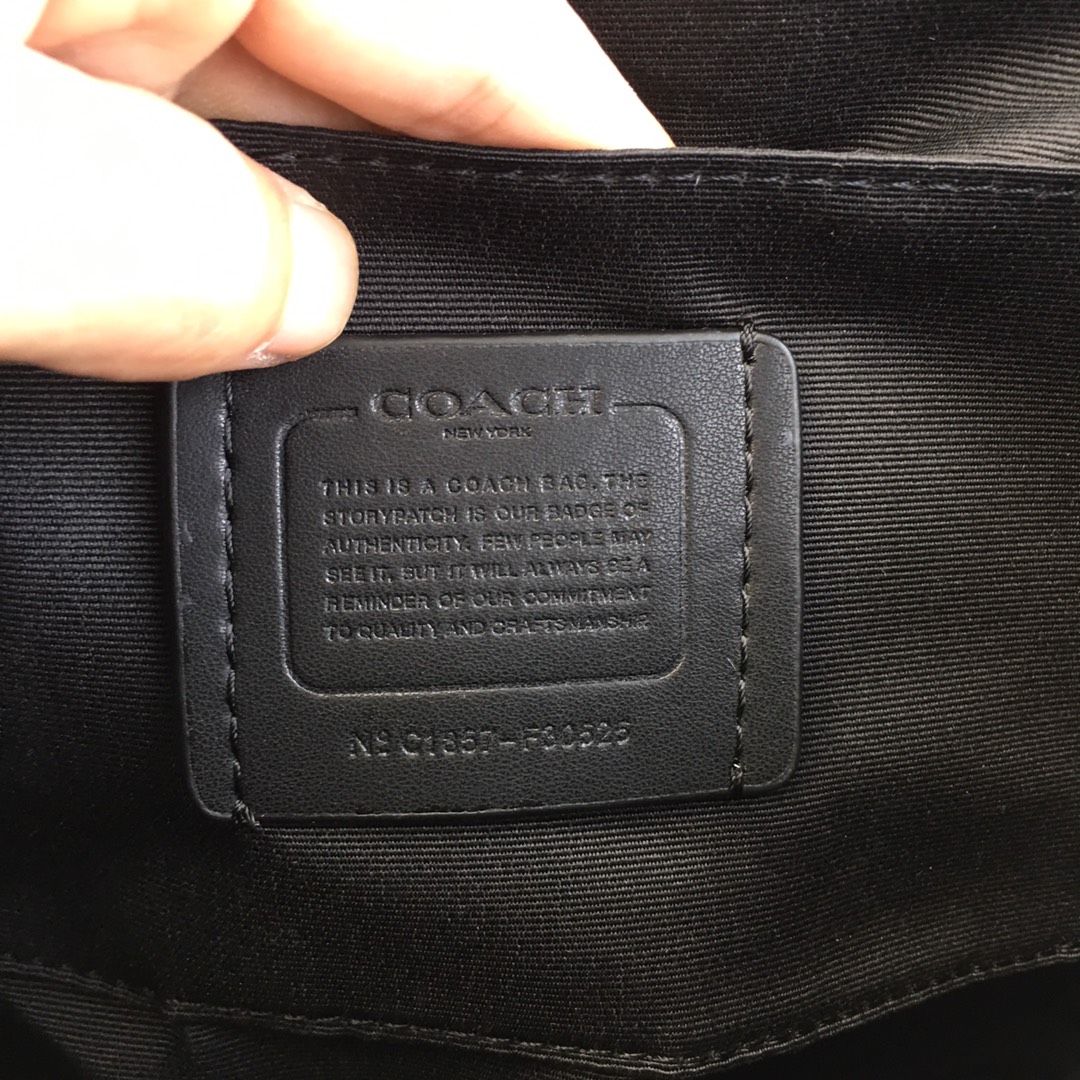 COACH
NEW YORK
THIS IS A COACH BAG. THE
STORYPATCH IS OUR BADGE OF
AUTHENTICITY. FEW PEOPLE MAY
SEE IT, BUT IT WILL ALWAYS BE A
REMINDER OF OUR COMMITMENT
TO QUALITY AND CRAFTSMANSHIP.
Nº